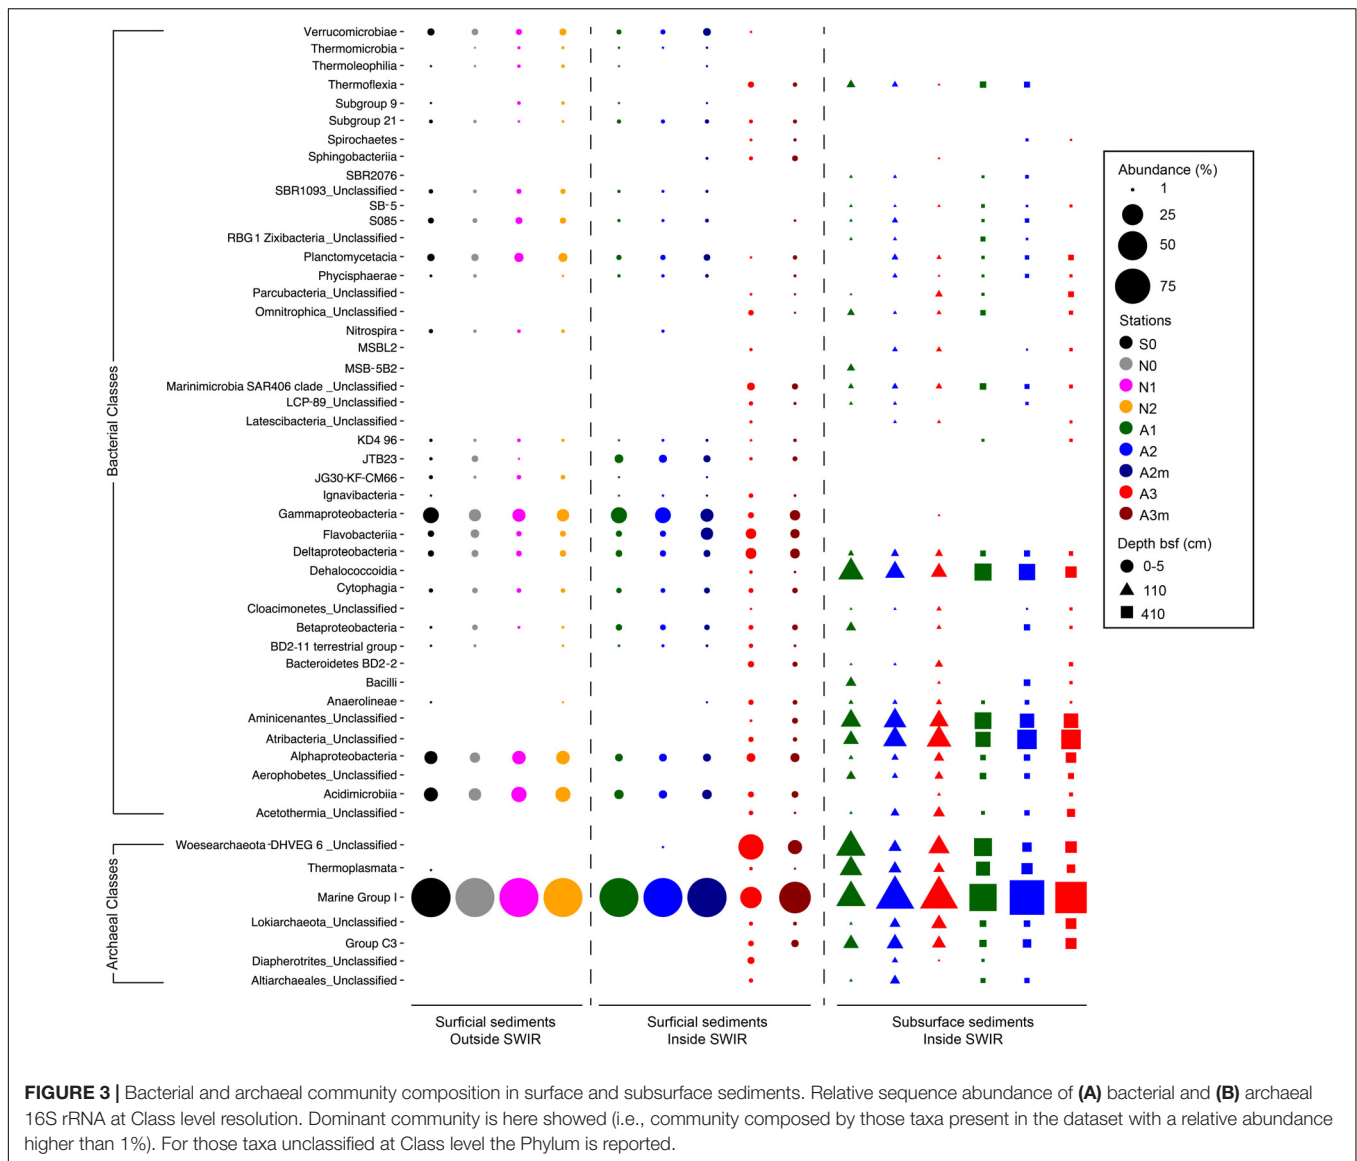 Verrucomicrobiae
Thermomicrobia
Thermoleophilia
Thermoflexia
Subgroup 9
Subgroup 21
Spirochaetes
Sphingobacteriia
SBR2076
SBR1093_Unclassified
SB-5
S085
RBG1 Zixibacteria_Unclassified
Planctomycetacia
Phycisphaerae
Parcubacteria_Unclassified
Omnitrophica_Unclassified
Nitrospira
MSBL2
MSB-5B2
Marinimicrobia SAR406 clade _Unclassified
LCP-89_Unclassified
Latescibacteria_Unclassified
KD4 96
JTB23
JG30-KF-CM66
Ignavibacteria
Gammaproteobacteria
Flavobacteriia
Deltaproteobacteria
Dehalococcoidia
Cytophagia
Cloacimonetes_Unclassified
Betaproteobacteria
BD2-11 terrestrial group
Bacteroidetes BD2-2
Bacilli
Anaerolineae
Aminicenantes_Unclassified
Atribacteria_Unclassified
Alphaproteobacteria
Aerophobetes_Unclassified
Acidimicrobiia
Acetothermia_Unclassified
Woesearchaeota-DHVEG 6 _Unclassified
Thermoplasmata
Marine Group I
Lokiarchaeota_Unclassified
Group C3
Diapherotrites_Unclassified
Altiarchaeales_Unclassified
Bacterial Classes
Archaeal Classes
Surficial sediments
Outside SWIR
Surficial sediments
Inside SWIR
Subsurface sediments
Inside SWIR
Abundance (%)
1
25
50
75
Stations
S0
N0
N1
N2
A1
A2
A2m
A3
A3m
Depth bsf (cm)
0-5
110
410
FIGURE 3 | Bacterial and archaeal community composition in surface and subsurface sediments. Relative sequence abundance of (A) bacterial and (B) archaeal
16S rRNA at Class level resolution. Dominant community is here showed (i.e., community composed by those taxa present in the dataset with a relative abundance
higher than 1%). For those taxa unclassified at Class level the Phylum is reported.